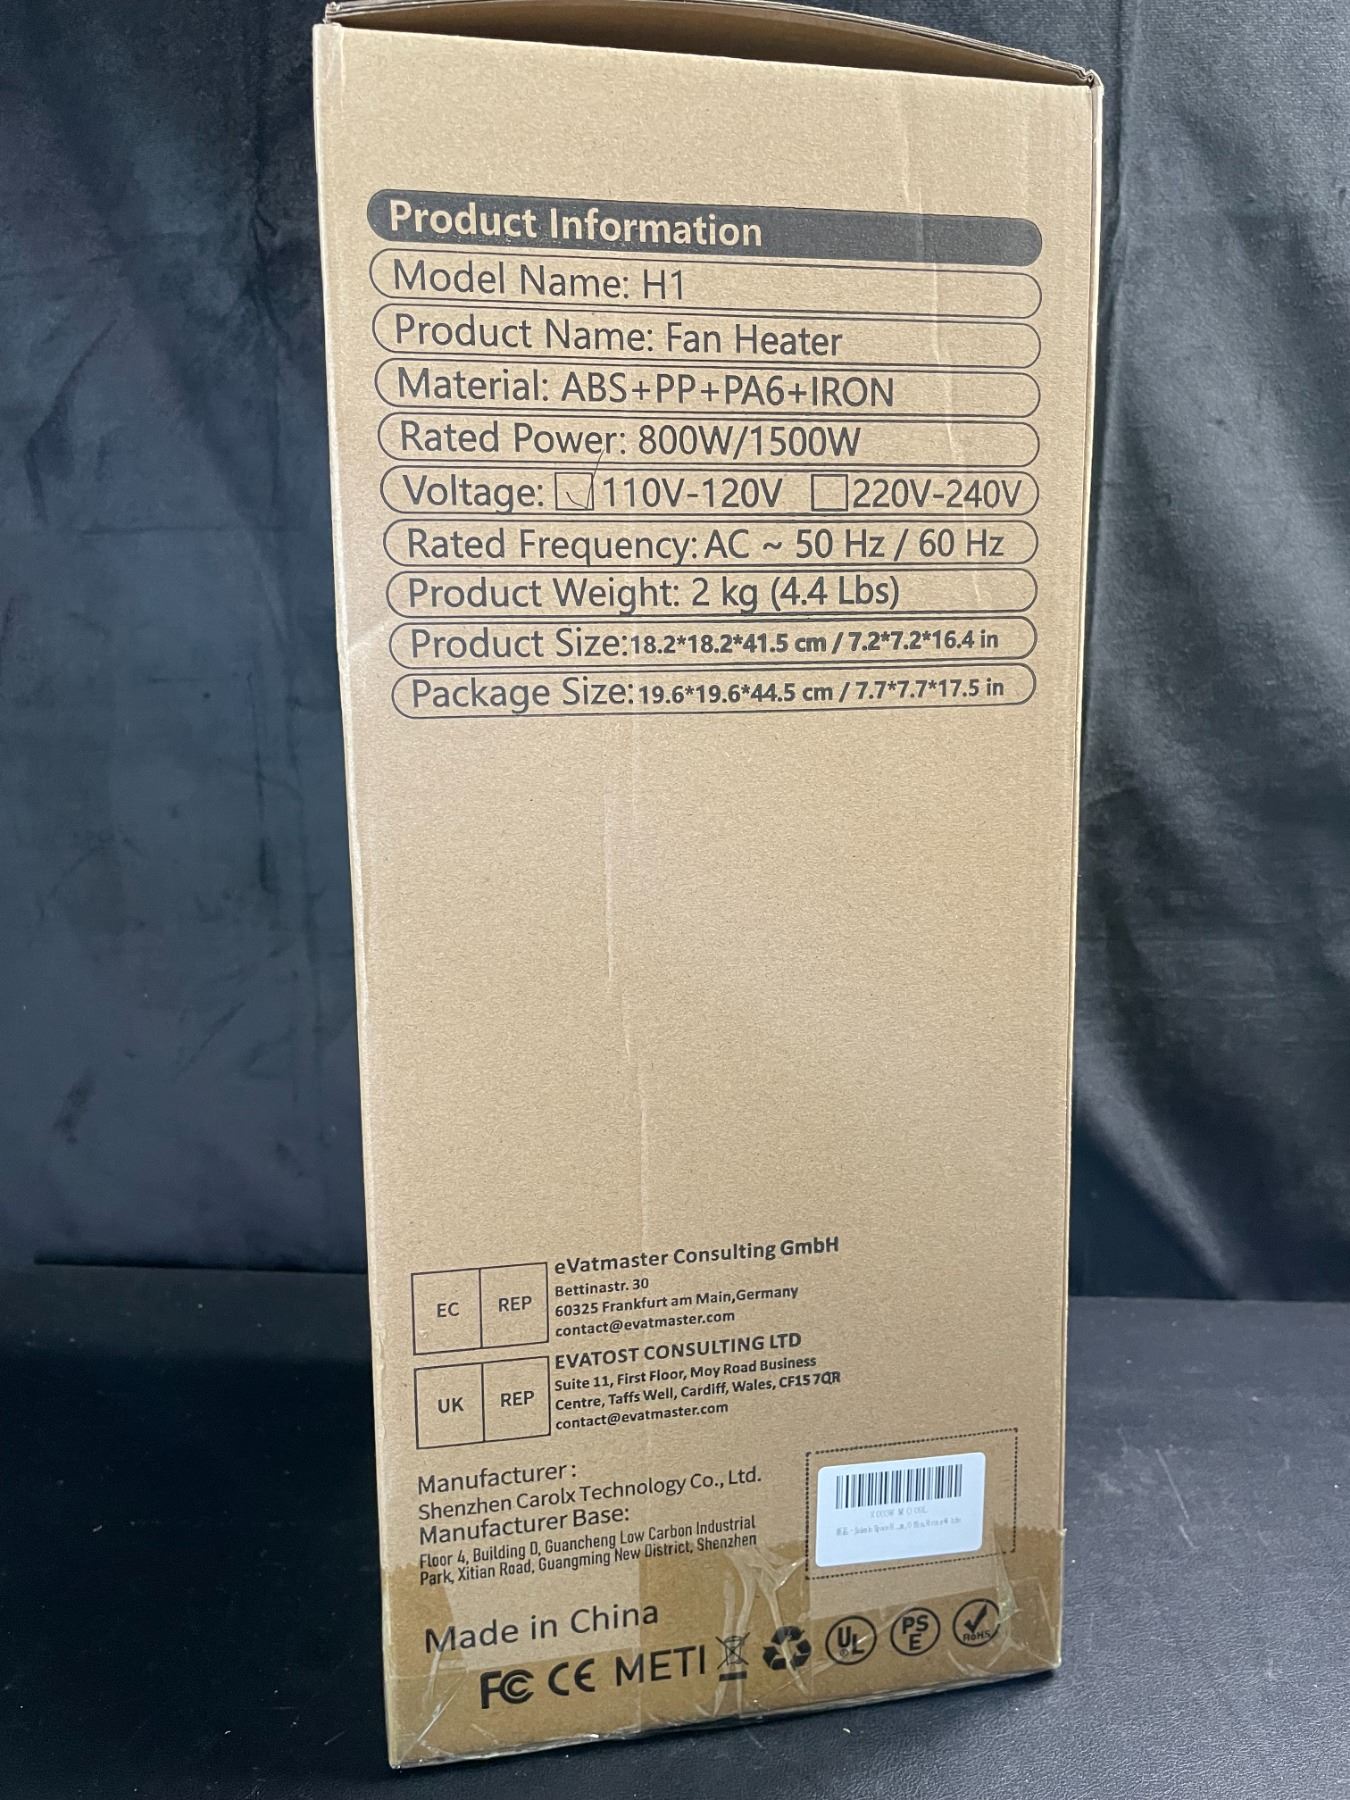 Product Information
Model Name: H1
Product Name: Fan Heater
Material: ABS+PP+PA6+IRON
Rated Power: 800W/1500W
Voltage: 110V-120V 220V-240V
Rated Frequency: AC ~ 50 Hz / 60 Hz
Product Weight: 2 kg (4.4 Lbs)
Product Size:18.2*18.2*41.5 cm / 7.2*7.2*16.4 in
Package Size:19.6*19.6*44.5 cm / 7.7*7.7*17.5 in
EC REP
eVatmaster Consulting GmbH
Bettinastr. 30
60325 Frankfurt am Main,Germany
contact@evatmaster.com
UK REP
EVATOST CONSULTING LTD
Suite 11, First Floor, Moy Road Business
Centre, Taffs Well, Cardiff, Wales, CF15 7QR
contact@evatmaster.com
Manufacturer :
Shenzhen Carolx Technology Co., Ltd.
Manufacturer Base:
Floor 4, Building D, Guancheng Low Carbon Industrial
Park, Xitian Road, Guangming New District, Shenzhen
Made in China
FC CE METI UL PSE RoHS